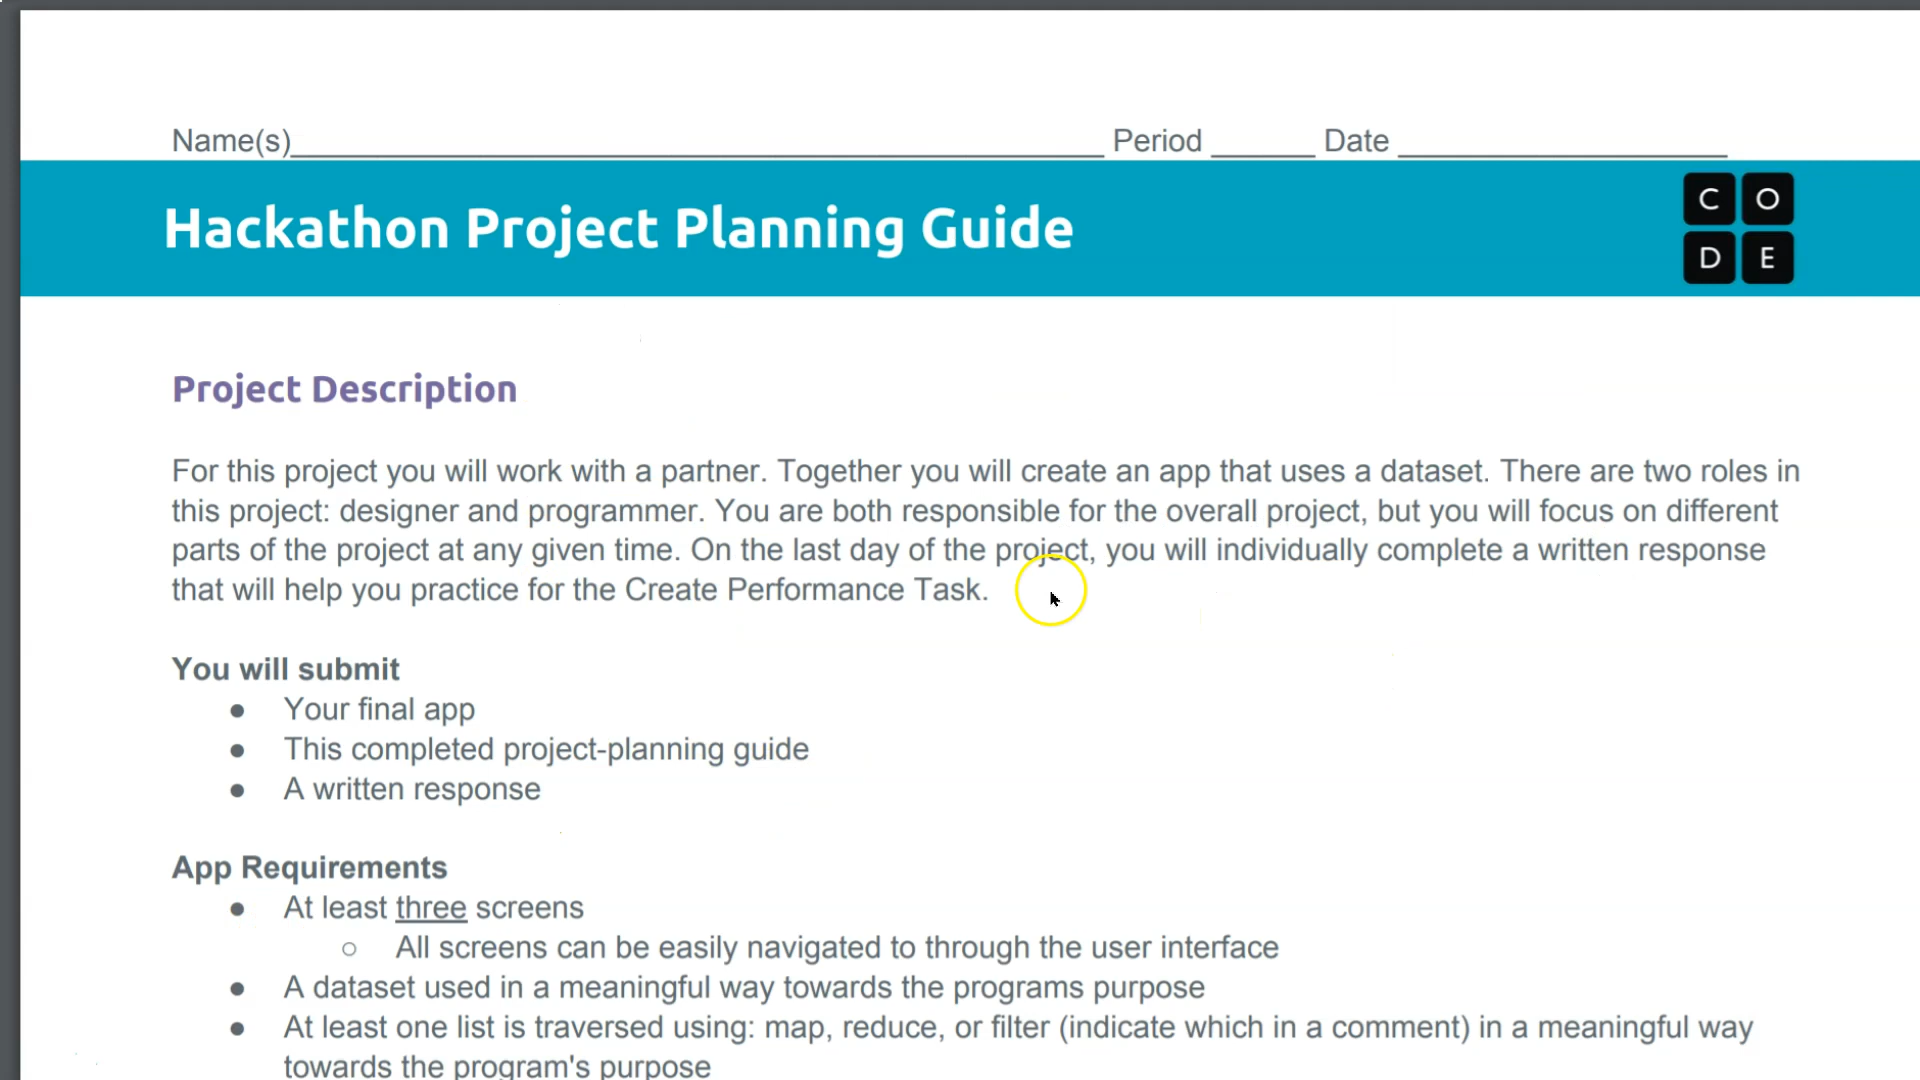 Name(s)________________________________________________ Period ______ Date ___________________
Hackathon Project Planning Guide
C O
D E
Project Description
For this project you will work with a partner. Together you will create an app that uses a dataset. There are two roles in
this project: designer and programmer. You are both responsible for the overall project, but you will focus on different
parts of the project at any given time. On the last day of the project, you will individually complete a written response
that will help you practice for the Create Performance Task.
You will submit
● Your final app
● This completed project-planning guide
● A written response
App Requirements
● At least three screens
○ All screens can be easily navigated to through the user interface
● A dataset used in a meaningful way towards the programs purpose
● At least one list is traversed using: map, reduce, or filter (indicate which in a comment) in a meaningful way
towards the program's purpose